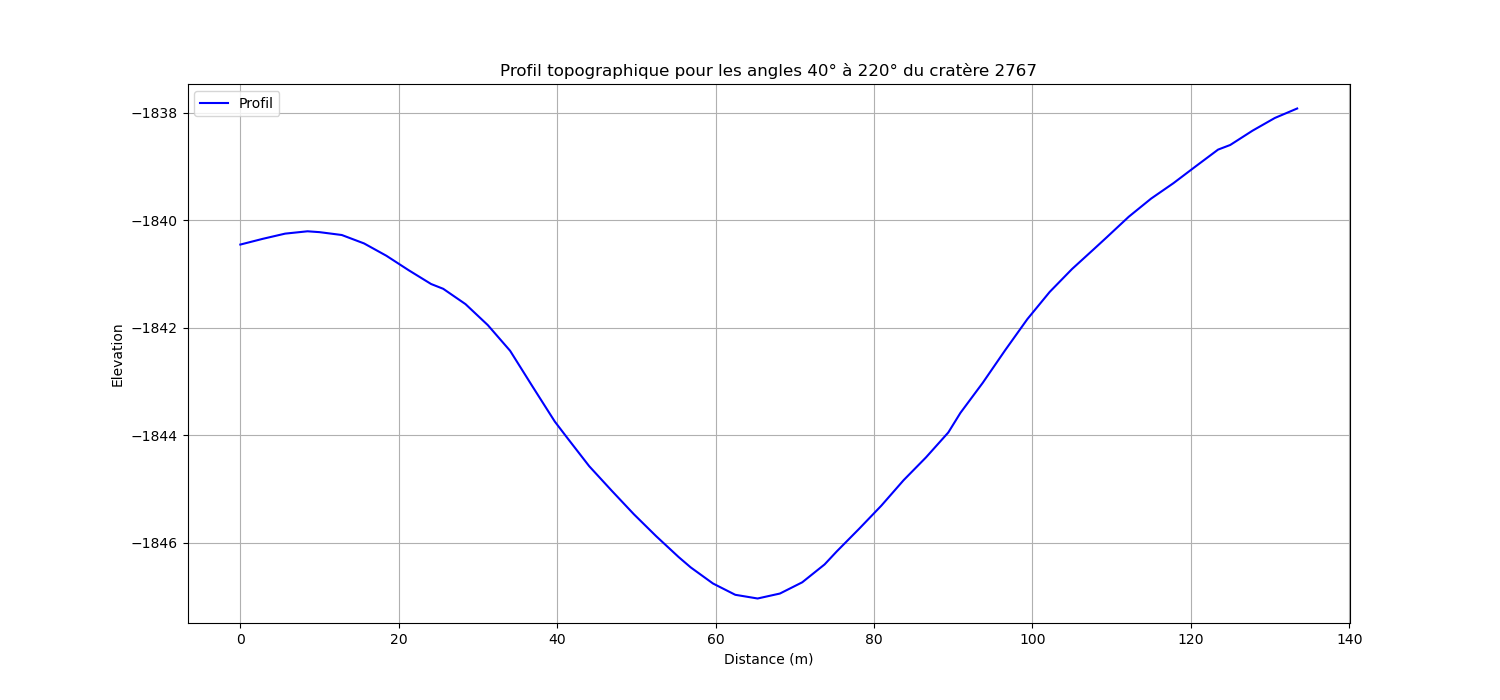 Profil topographique pour les angles 40° à 220° du cratère 2767
Profil
−1838
−1840
−1842
−1844
−1846
Elevation
0 20 40 60 80 100 120 140
Distance (m)